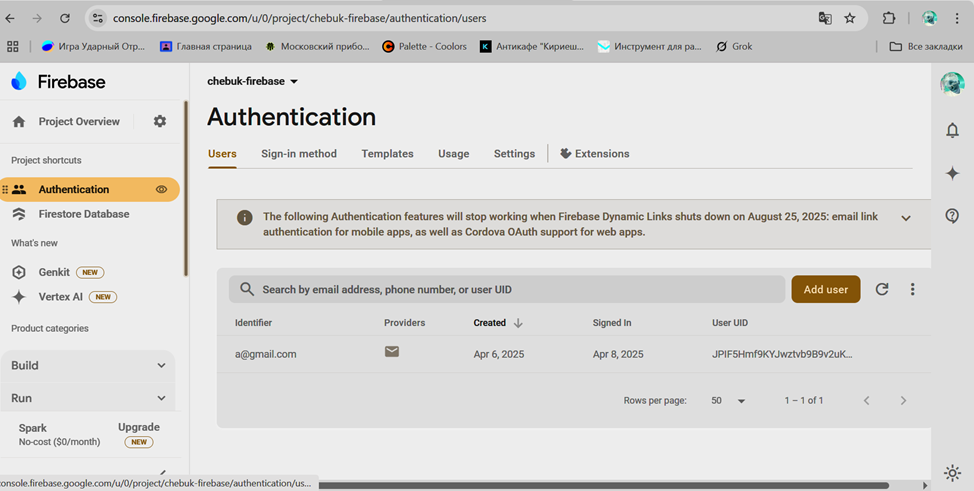 console.firebase.google.com/u/0/project/chebuk-firebase/authentication/users
Игра Ударный Отр...
Главная страница
Московский прибо...
Palette - Coolors
Антикафе "Кириеш...
Инструмент для ра...
Grok
Все закладки
Firebase
Project Overview
Project shortcuts
Authentication
Firestore Database
What's new
Genkit NEW
Vertex AI NEW
Product categories
Build
Run
Spark
No-cost ($0/month)
Upgrade
NEW
console.firebase.google.com/u/0/project/chebuk-firebase/authentication/us...
chebuk-firebase
Authentication
Users Sign-in method Templates Usage Settings Extensions
The following Authentication features will stop working when Firebase Dynamic Links shuts down on August 25, 2025: email link
authentication for mobile apps, as well as Cordova OAuth support for web apps.
Search by email address, phone number, or user UID
Add user
Identifier Providers Created Signed In User UID
a@gmail.com Apr 6, 2025 Apr 8, 2025 JPIF5Hmf9KYJwztvb9B9v2uK...
Rows per page: 50 1 – 1 of 1